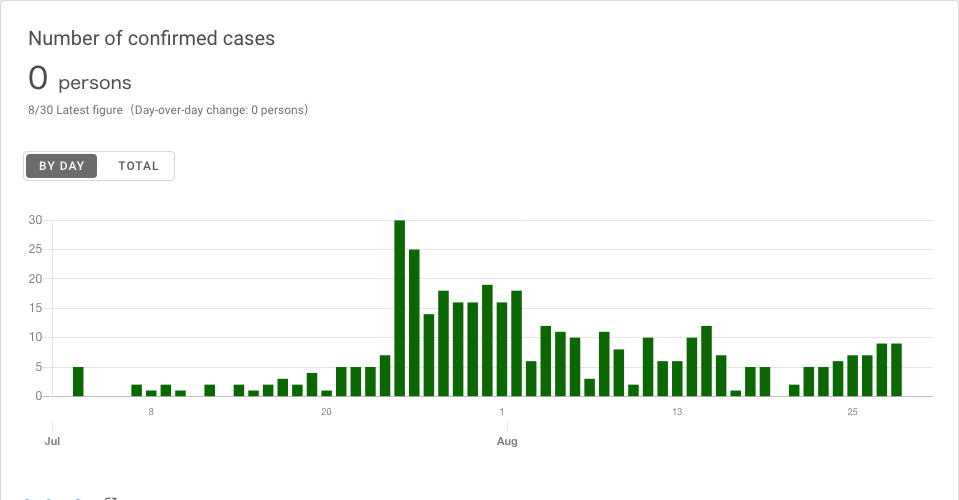 Number of confirmed cases
0 persons
8/30 Latest figure（Day-over-day change: 0 persons）
BY DAY TOTAL
30
25
20
15
10
5
0
8 20 1 13 25
Jul Aug